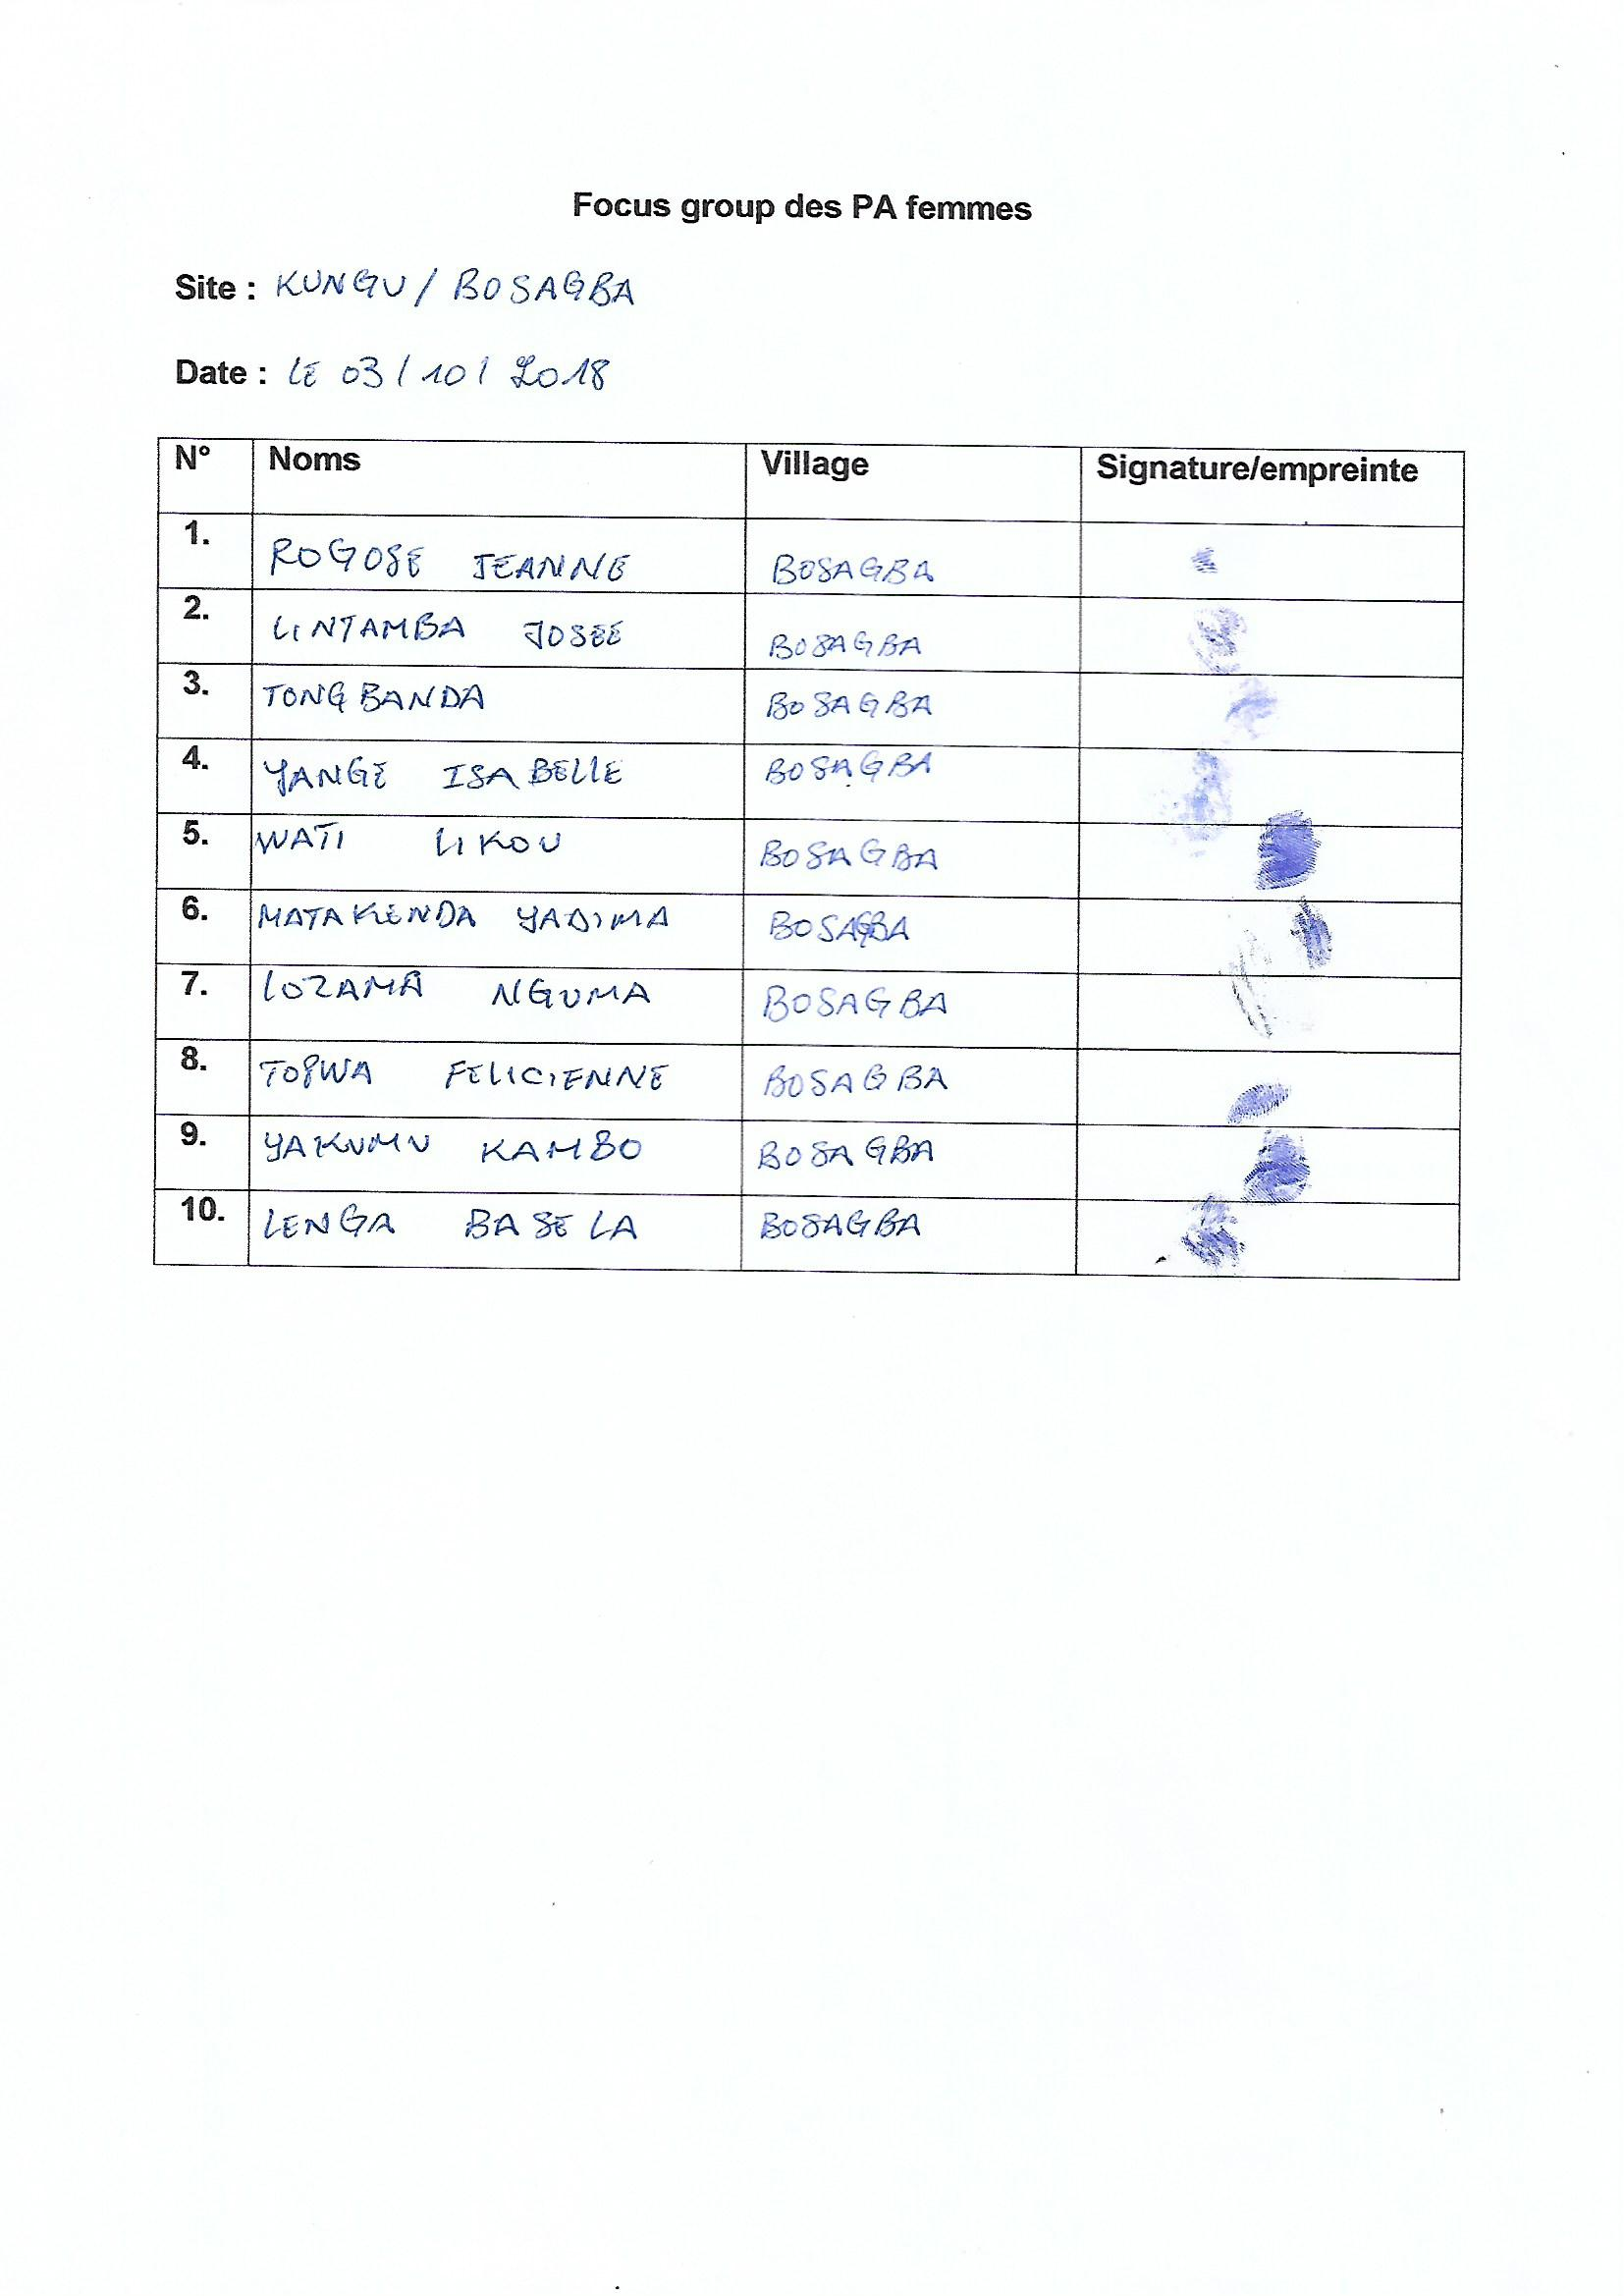 Focus group des PA femmes
Site : KUNGU / BOSAGBA
Date : LE 03/10/2018
N° Noms Village Signature/empreinte
1. ROGOSE JEANNE BOSAGBA
2. LINTAMBA JOSEE BOSAGBA
3. TONGBANDA BOSAGBA
4. YANGE ISABELLE BOSAGBA
5. WATI LIKOU BOSAGBA
6. MATAKENDA YADIMA BOSAGBA
7. LOZAMA NGUMA BOSAGBA
8. FELICIENNE BOSAGBA
9. YAKUMU KAMBO BOSAGBA
10. LENGA BASELA BOSAGBA